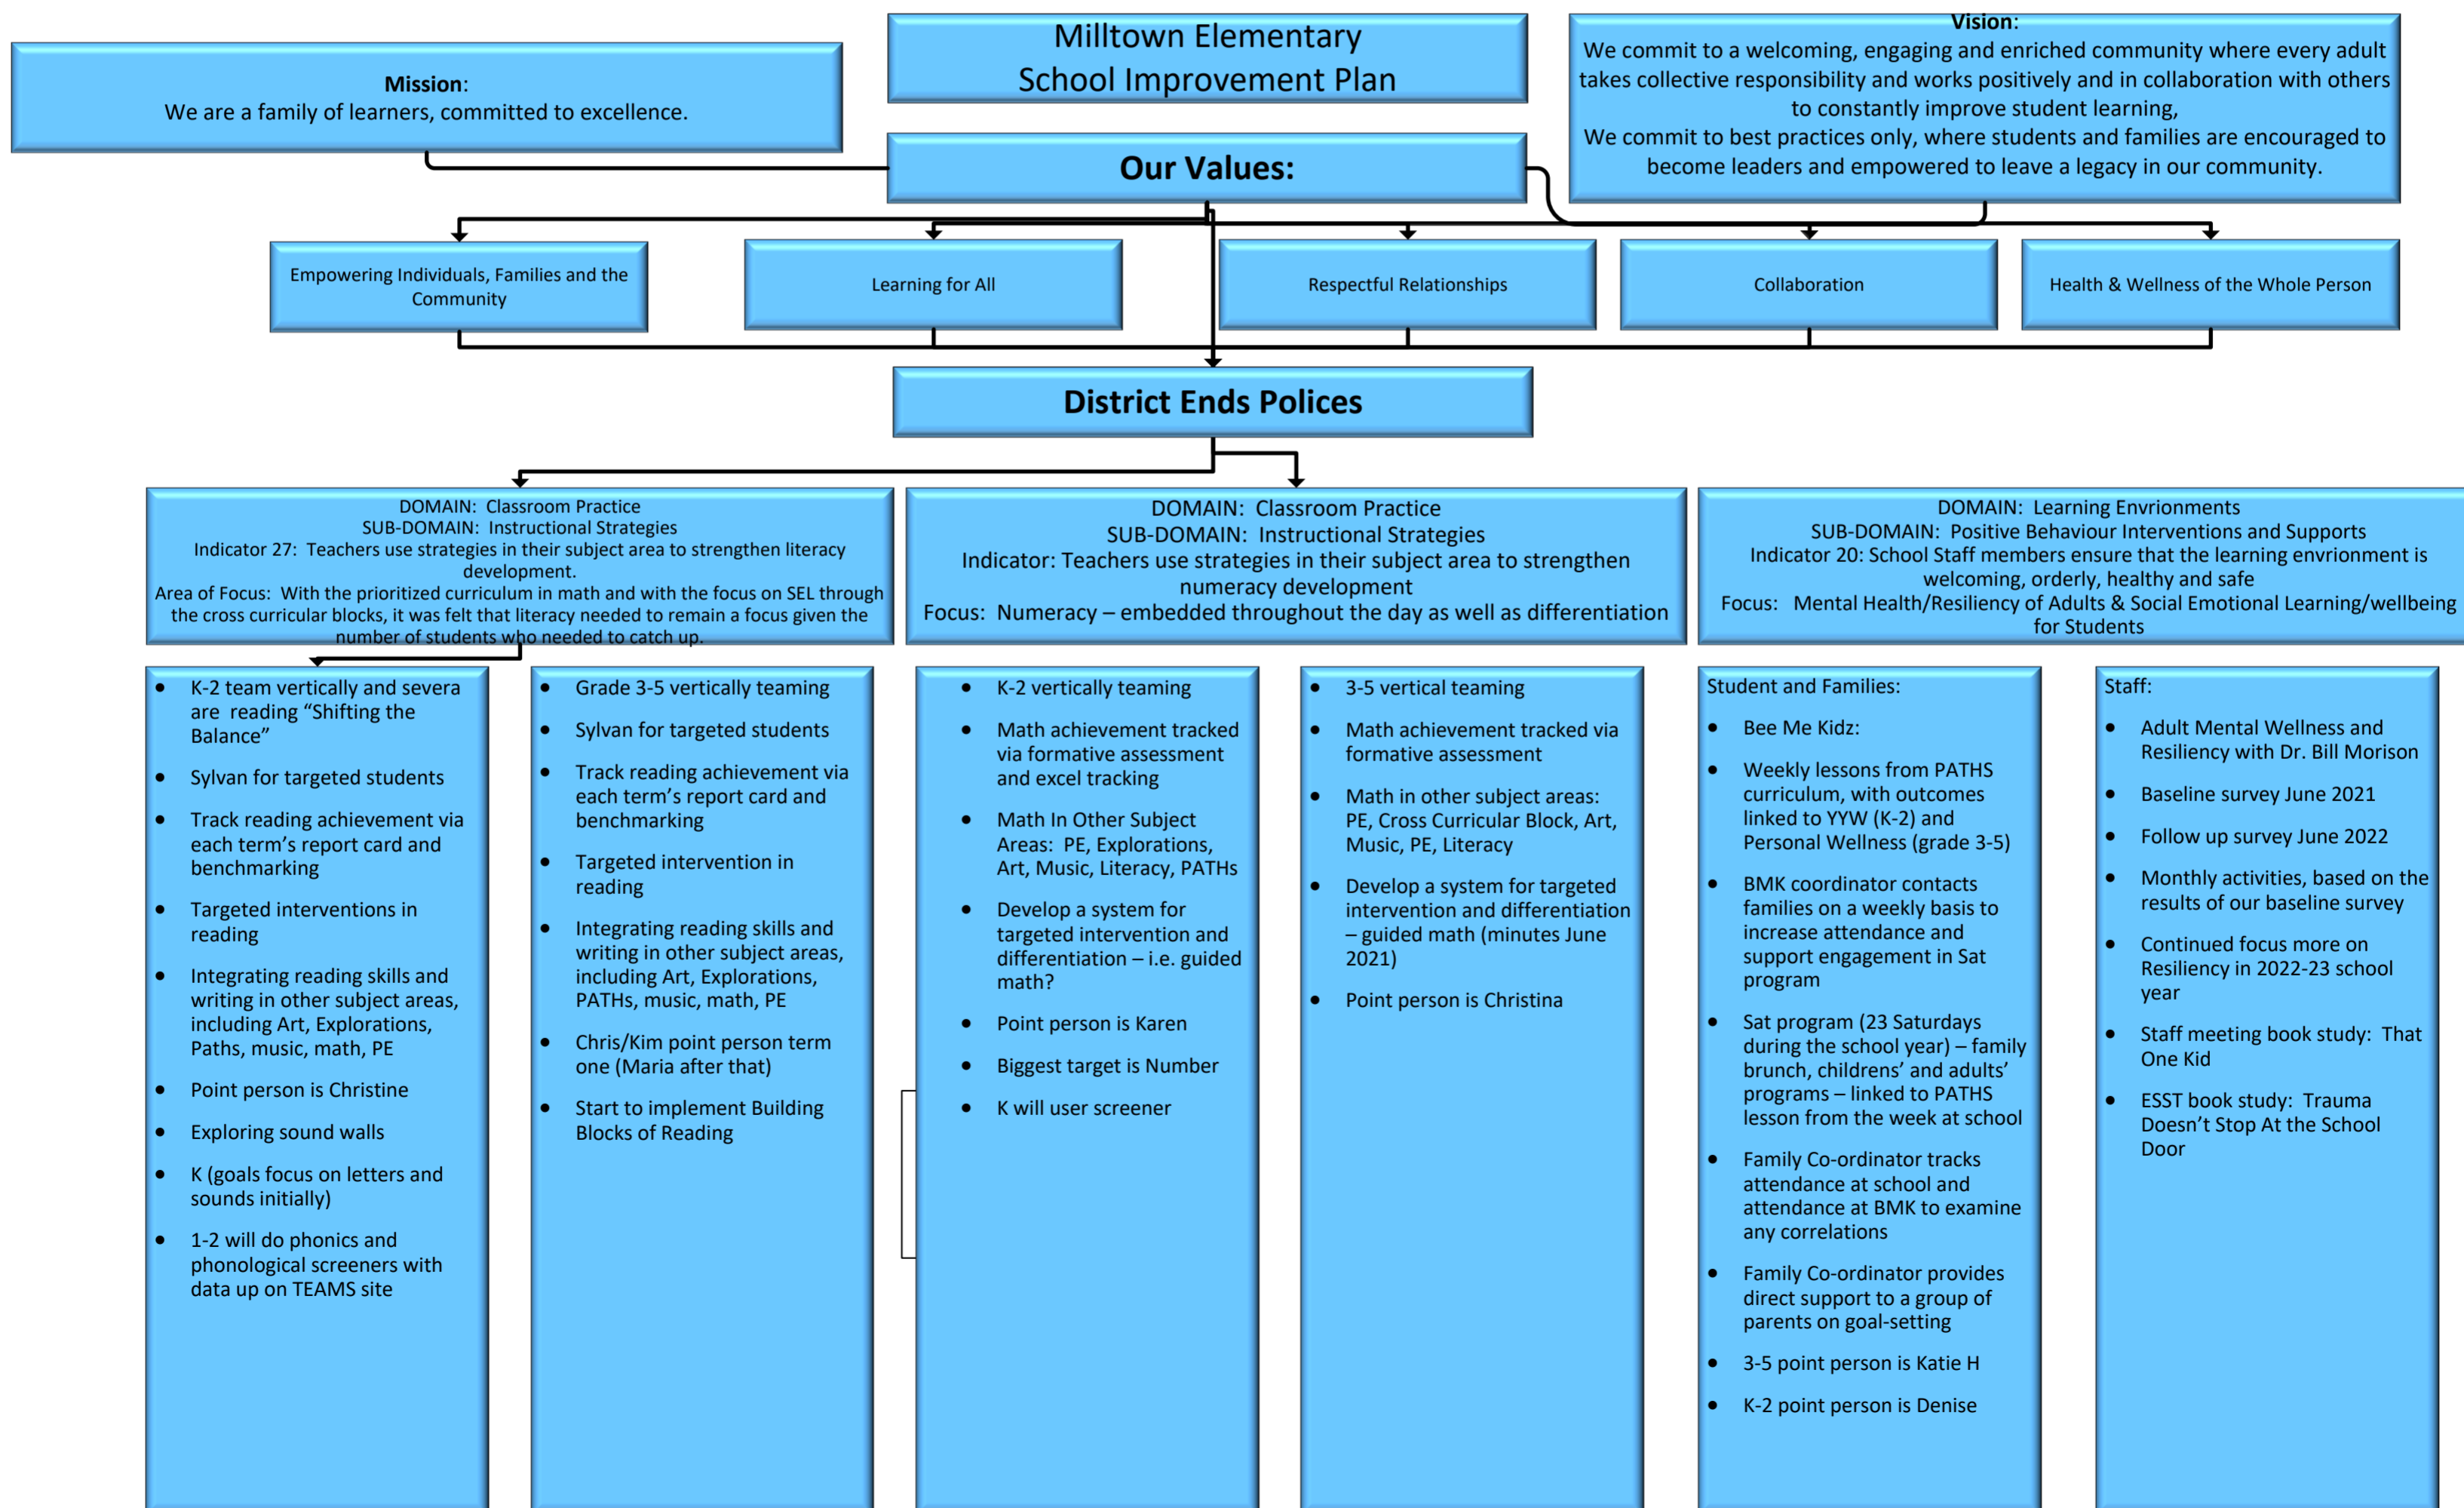 Milltown Elementary
School Improvement Plan
Mission:
We are a family of learners, committed to excellence.
Vision:
We commit to a welcoming, engaging and enriched community where every adult
takes collective responsibility and works positively and in collaboration with others
to constantly improve student learning,
We commit to best practices only, where students and families are encouraged to
become leaders and empowered to leave a legacy in our community.
Our Values:
Empowering Individuals, Families and the
Community
Learning for All
Respectful Relationships
Collaboration
Health & Wellness of the Whole Person
District Ends Polices
DOMAIN: Classroom Practice
SUB-DOMAIN: Instructional Strategies
Indicator 27: Teachers use strategies in their subject area to strengthen literacy
development.
Area of Focus: With the prioritized curriculum in math and with the focus on SEL through
the cross curricular blocks, it was felt that literacy needed to remain a focus given the
number of students who needed to catch up.
DOMAIN: Classroom Practice
SUB-DOMAIN: Instructional Strategies
Indicator: Teachers use strategies in their subject area to strengthen
numeracy development
Focus: Numeracy – embedded throughout the day as well as differentiation
DOMAIN: Learning Envrionments
SUB-DOMAIN: Positive Behaviour Interventions and Supports
Indicator 20: School Staff members ensure that the learning envrionment is
welcoming, orderly, healthy and safe
Focus: Mental Health/Resiliency of Adults & Social Emotional Learning/wellbeing
for Students
• K-2 team vertically and severa
are reading “Shifting the
Balance”
• Sylvan for targeted students
• Track reading achievement via
each term’s report card and
benchmarking
• Targeted interventions in
reading
• Integrating reading skills and
writing in other subject areas,
including Art, Explorations,
Paths, music, math, PE
• Point person is Christine
• Exploring sound walls
• K (goals focus on letters and
sounds initially)
• 1-2 will do phonics and
phonological screeners with
data up on TEAMS site
• Grade 3-5 vertically teaming
• Sylvan for targeted students
• Track reading achievement via
each term’s report card and
benchmarking
• Targeted intervention in
reading
• Integrating reading skills and
writing in other subject areas,
including Art, Explorations,
PATHs, music, math, PE
• Chris/Kim point person term
one (Maria after that)
• Start to implement Building
Blocks of Reading
• K-2 vertically teaming
• Math achievement tracked
via formative assessment
and excel tracking
• Math In Other Subject
Areas: PE, Explorations,
Art, Music, Literacy, PATHs
• Develop a system for
targeted intervention and
differentiation – i.e. guided
math?
• Point person is Karen
• Biggest target is Number
• K will user screener
• 3-5 vertical teaming
• Math achievement tracked via
formative assessment
• Math in other subject areas:
PE, Cross Curricular Block, Art,
Music, PE, Literacy
• Develop a system for targeted
intervention and differentiation
– guided math (minutes June
2021)
• Point person is Christina
Student and Families:
• Bee Me Kidz:
• Weekly lessons from PATHS
curriculum, with outcomes
linked to YYW (K-2) and
Personal Wellness (grade 3-5)
• BMK coordinator contacts
families on a weekly basis to
increase attendance and
support engagement in Sat
program
• Sat program (23 Saturdays
during the school year) – family
brunch, childrens’ and adults’
programs – linked to PATHS
lesson from the week at school
• Family Co-ordinator tracks
attendance at school and
attendance at BMK to examine
any correlations
• Family Co-ordinator provides
direct support to a group of
parents on goal-setting
• 3-5 point person is Katie H
• K-2 point person is Denise
Staff:
• Adult Mental Wellness and
Resiliency with Dr. Bill Morison
• Baseline survey June 2021
• Follow up survey June 2022
• Monthly activities, based on the
results of our baseline survey
• Continued focus more on
Resiliency in 2022-23 school
year
• Staff meeting book study: That
One Kid
• ESST book study: Trauma
Doesn’t Stop At the School
Door